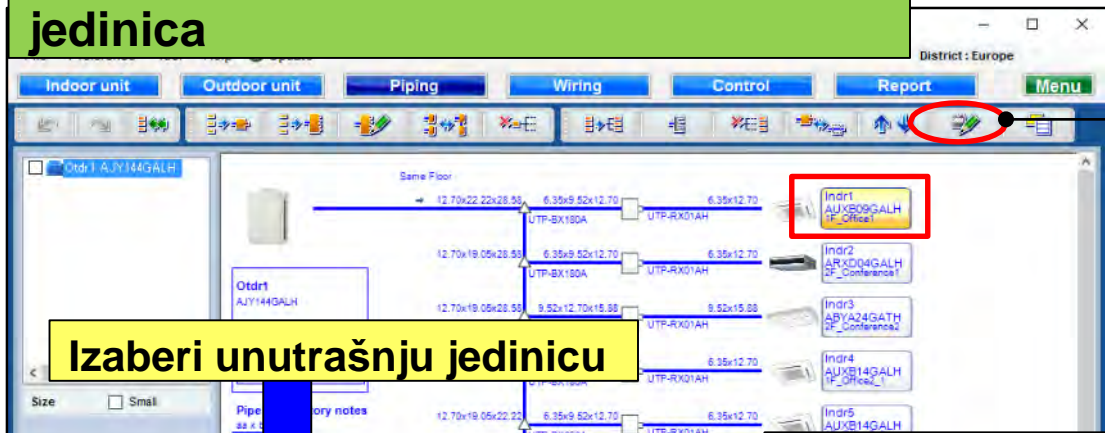 jedinica
District : Europe
Indoor unit Outdoor unit Piping Wiring Control Report Menu
Otdr1 AJY144GALH
Same Floor
12.70x22.22x28.58 6.35x9.52x12.70 6.35x12.70
UTP-BX180A UTP-RX01AH
Indr1
AUXB09GALH
1F_Office1
12.70x19.05x28.58 6.35x9.52x12.70 6.35x12.70
UTP-BX180A UTP-RX01AH
Indr2
ARXD04GALH
2F_Conference1
Otdr1
AJY144GALH
12.70x19.05x28.58 9.52x12.70x15.88 9.52x15.88
UTP-RX01AH
Indr3
ABYA24GATH
2F_Conference2
Izaberi unutrašnju jedinicu
6.35x12.70
UTP-RX01AH
Indr4
AUXB14GALH
1F_Office2_1
Size Small
Pipe ory notes
12.70x19.05x22.22 6.35x9.52x12.70 6.35x12.70
Indr5
AUXB14GALH